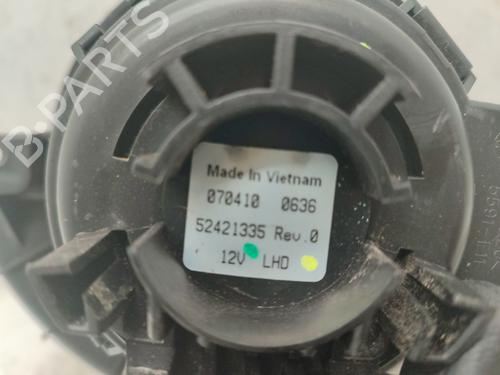 Made In Vietnam
070410 0636
52421335 Rev.0
12V LHD
B-PARTS